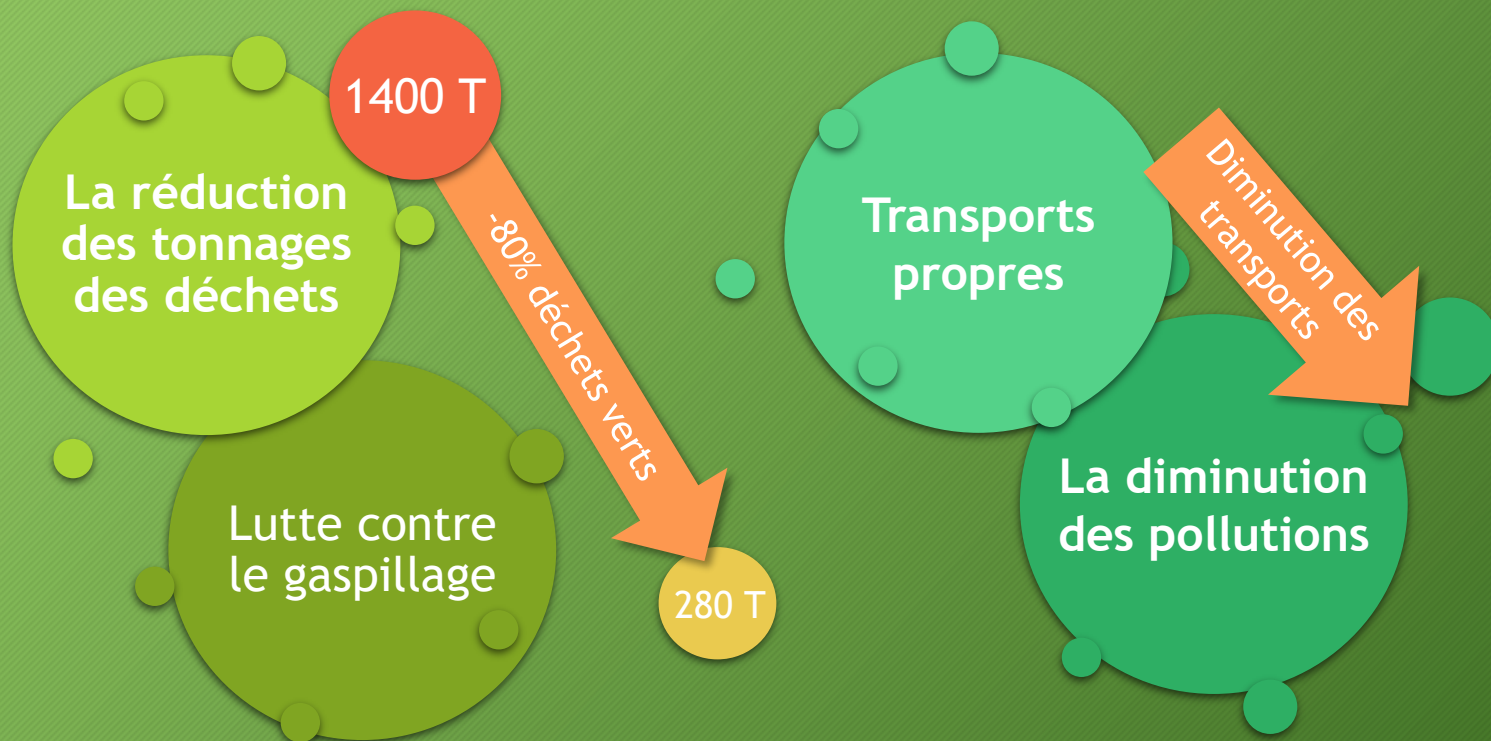 La réduction
des tonnages
des déchets
1400 T
-80% déchets verts
280 T
Lutte contre
le gaspillage
Transports
propres
Diminution des
transports
La diminution
des pollutions